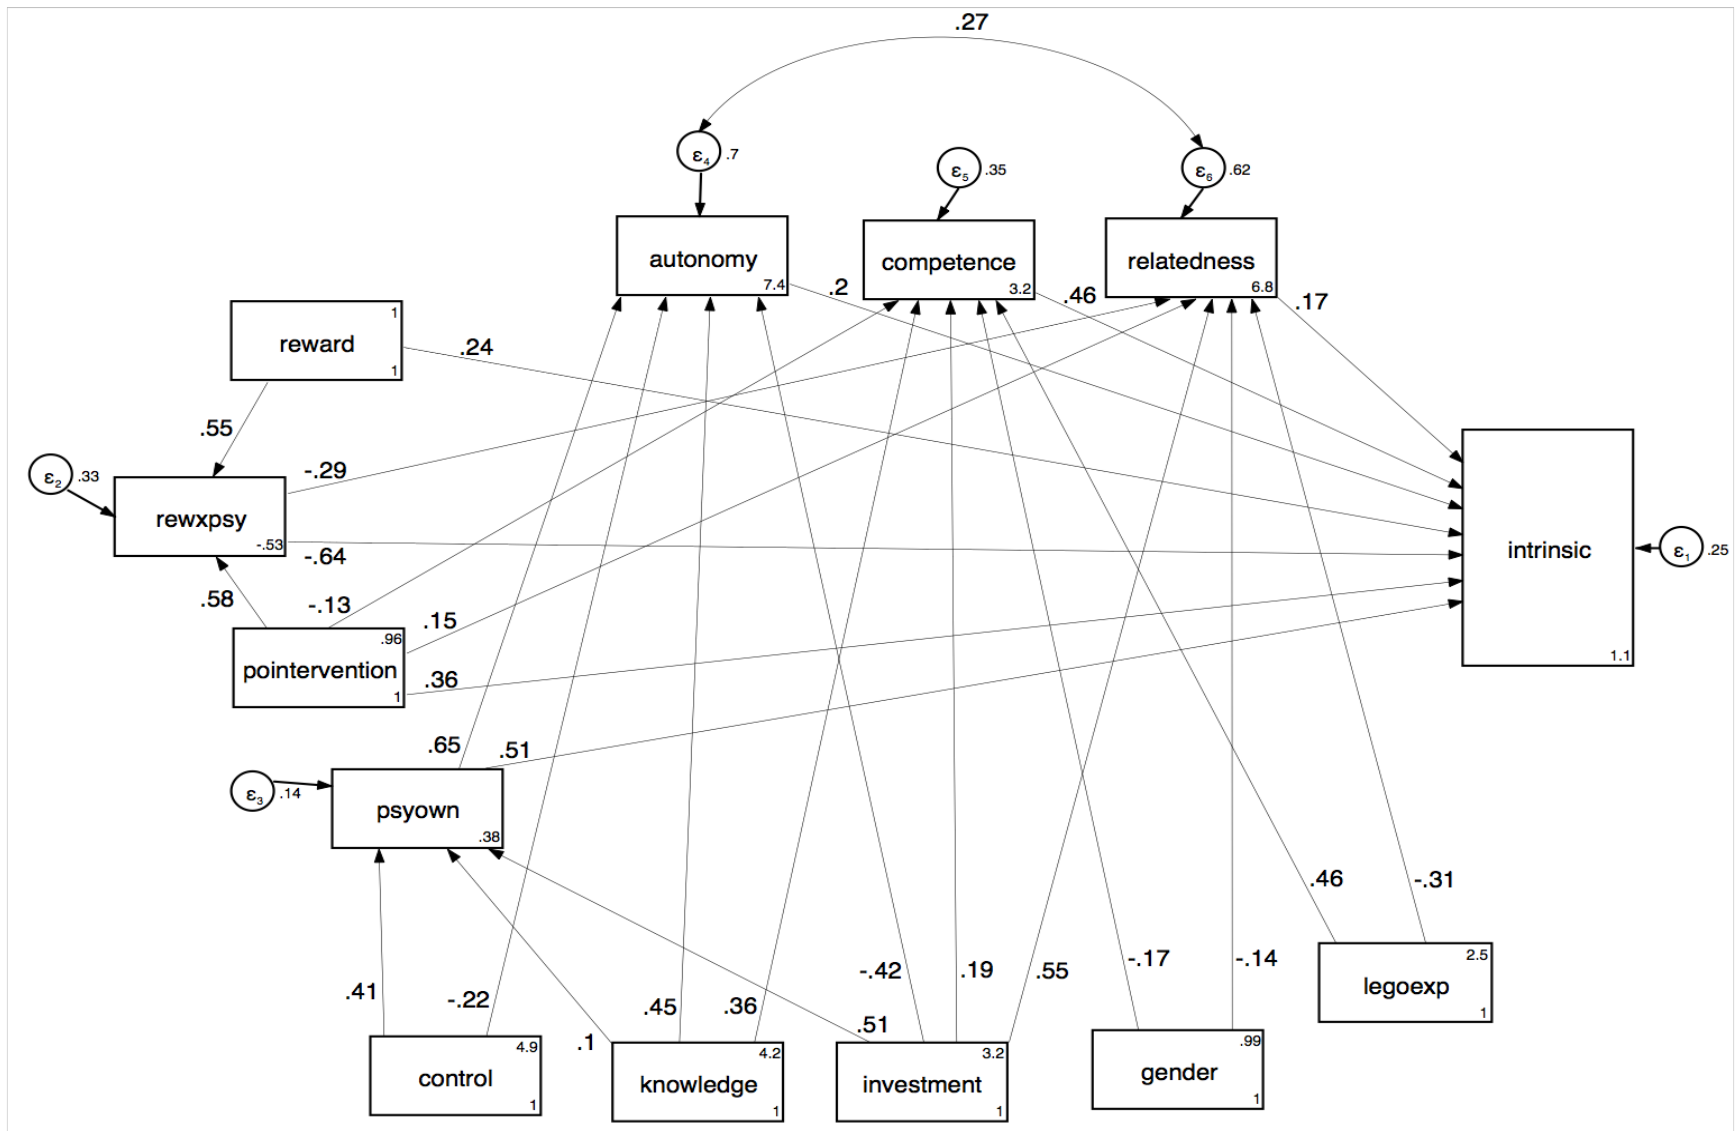 .27
ε4 .7
ε5 .35
ε6 .62
autonomy
7.4
competence
3.2
relatedness
6.8
.2
.46
.17
1
reward
1
.24
.55
ε2 .33
rewxpsy
-.53
-.29
-.64
.58
-.13
.15
.96
pointervention
1
.36
intrinsic
1.1
ε1 .25
.65
.51
ε3 .14
psyown
.38
.46
-.31
.41
-.22
.1
.45
.36
.51
-.42
.19
.55
-.17
-.14
2.5
legoexp
1
4.9
control
1
4.2
knowledge
1
3.2
investment
1
.99
gender
1